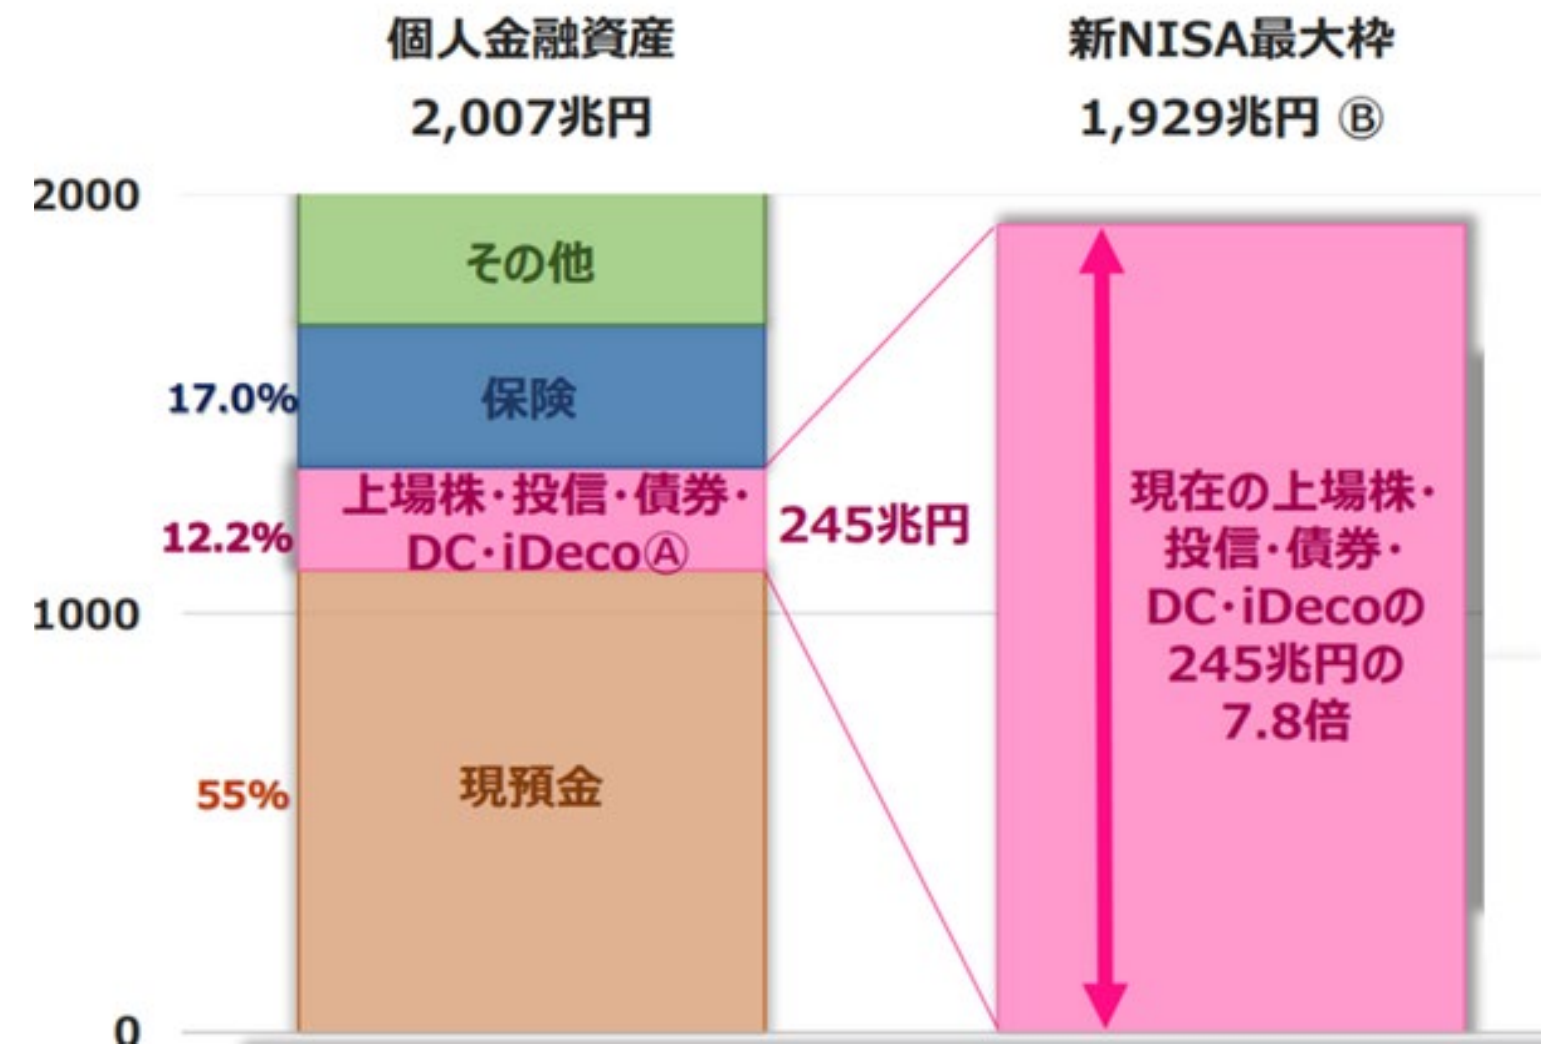 個人金融資産
2,007兆円
新NISA最大枠
1,929兆円 Ⓑ
2000
その他
17.0%
保険
12.2%
上場株・投信・債券・
DC・iDecoⒶ
245兆円
1000
55%
現預金
0
現在の上場株・
投信・債券・
DC・iDecoの
245兆円の
7.8倍